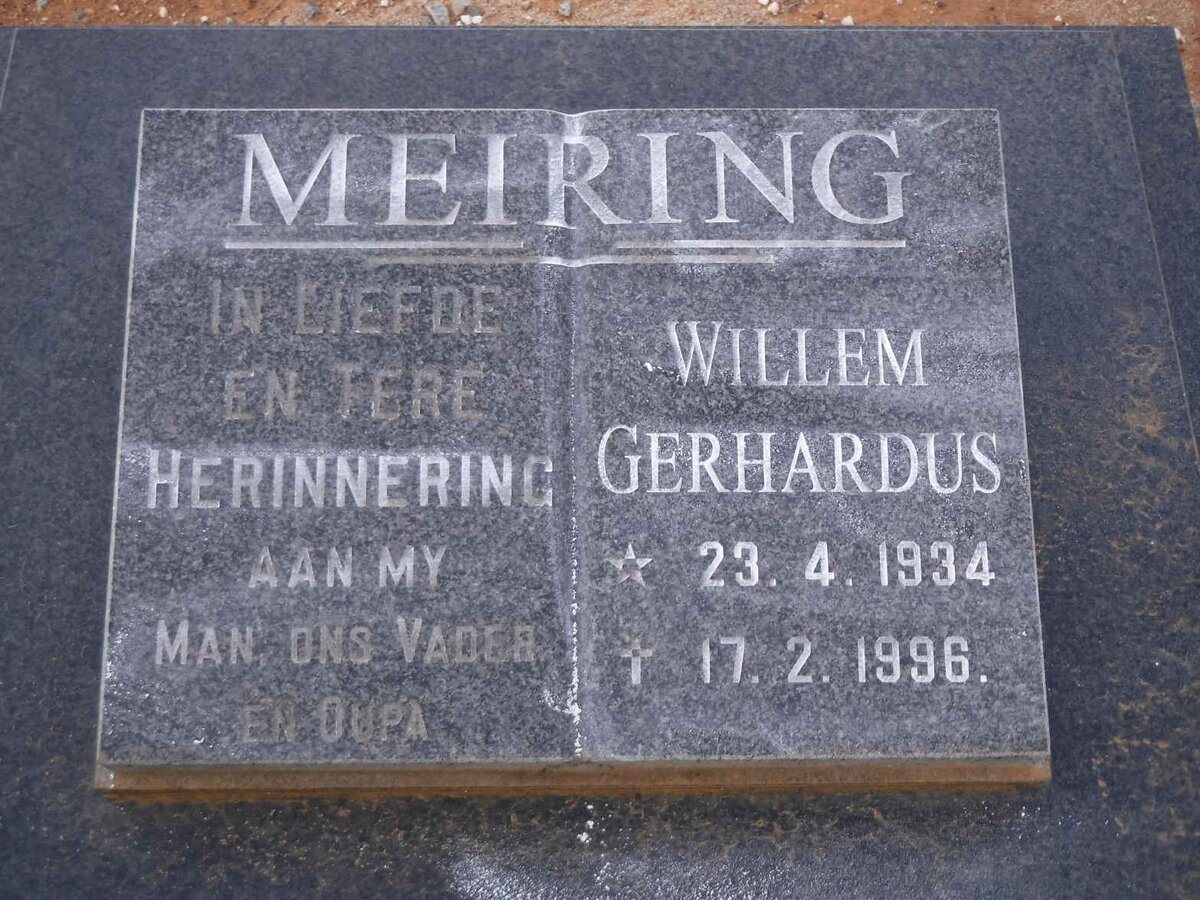 MEIRING
IN LIEFDE
EN TERE
HERINNERING
AAN MY
MAN, ONS VADER
EN OUPA
WILLEM
GERHARDUS
☆ 23. 4. 1934
✝ 17. 2. 1996.